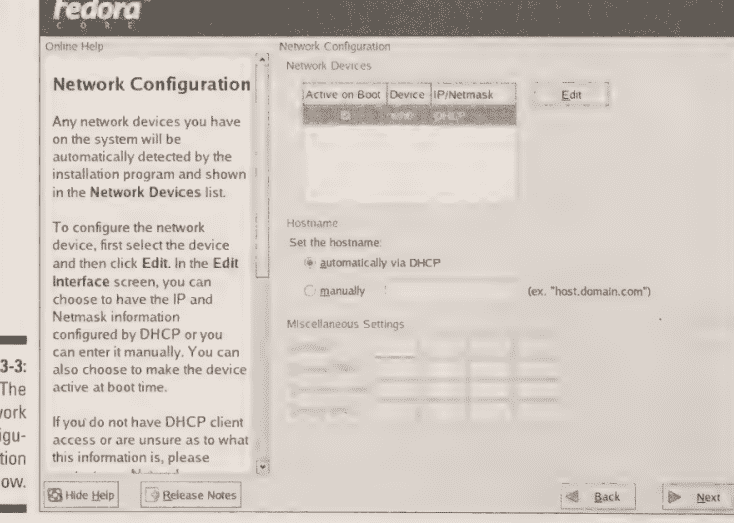 fedora
CORE
Online Help
Network Configuration
Any network devices you have
on the system will be
automatically detected by the
installation program and shown
in the Network Devices list.
To configure the network
device, first select the device
and then click Edit. In the Edit
Interface screen, you can
choose to have the IP and
Netmask information
configured by DHCP or you
can enter it manually. You can
also choose to make the device
active at boot time.
If you do not have DHCP client
access or are unsure as to what
this information is, please
Hide Help
Release Notes
Network Configuration
Network Devices
Active on Boot Device IP/Netmask
DHCP
Edit
Hostname
Set the hostname:
automatically via DHCP
manually (ex. "host.domain.com")
Miscellaneous Settings
Back
Next
3-3:
The
work
igu-
tion
ow.